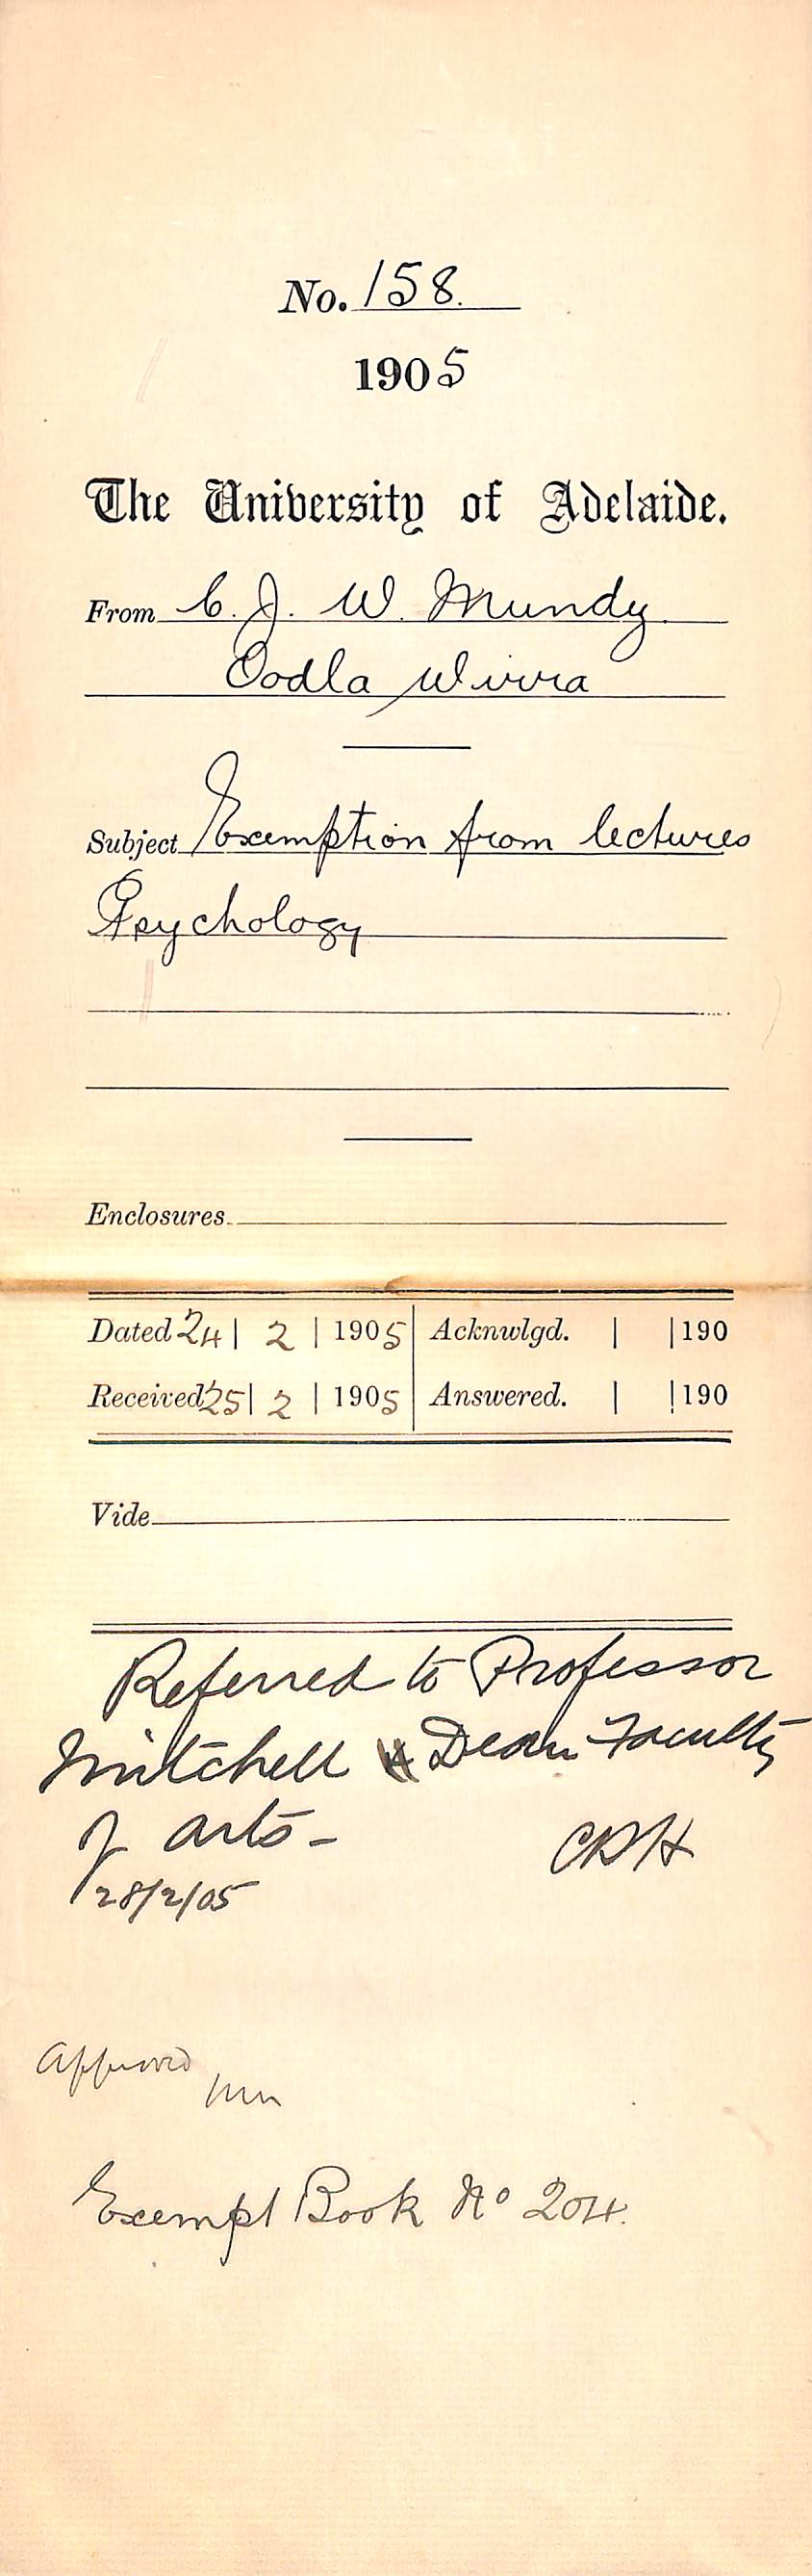 No. 158.
1905
The University of Adelaide.
From C. J. W. Mundy
Oodla Wirra
Subject Exemption from lectures
Psychology
Enclosures
Dated 24 | 2 | 1905 Acknwlgd. | | 190
Received 25 | 2 | 1905 Answered. | | 190
Vide
Referred to Professor
Mitchell Dean Faculty
of Arts -
CRH
28/2/05
Approved
WM
Exempt Book No 204.